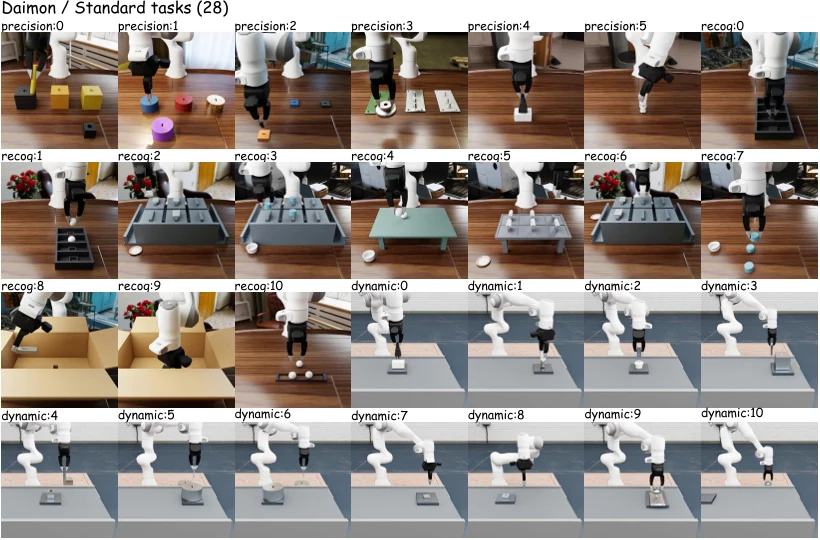 Daimon / Standard tasks (28)
precision:0 precision:1 precision:2 precision:3 precision:4 precision:5 recog:0
recog:1 recog:2 recog:3 recog:4 recog:5 recog:6 recog:7
recog:8 recog:9 recog:10 dynamic:0 dynamic:1 dynamic:2 dynamic:3
dynamic:4 dynamic:5 dynamic:6 dynamic:7 dynamic:8 dynamic:9 dynamic:10